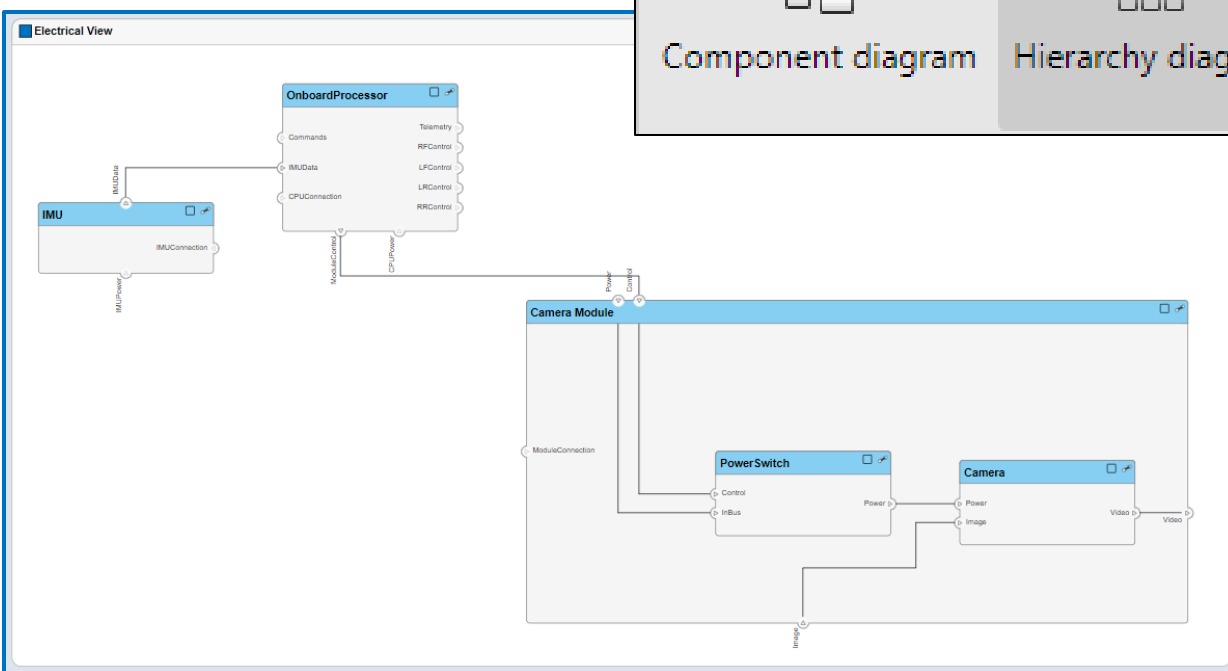 Electrical View
Component diagram
Hierarchy diag
OnboardProcessor
Commands
IMUData
CPUConnection
Telemetry
RFControl
LFControl
LRControl
RRControl
ModuleControl
CPUPower
IMUData
IMU
IMUConnection
IMUPower
Power
Control
Camera Module
ModuleConnection
PowerSwitch
Control
InBus
Power
Camera
Power
Image
Video
Video
Image